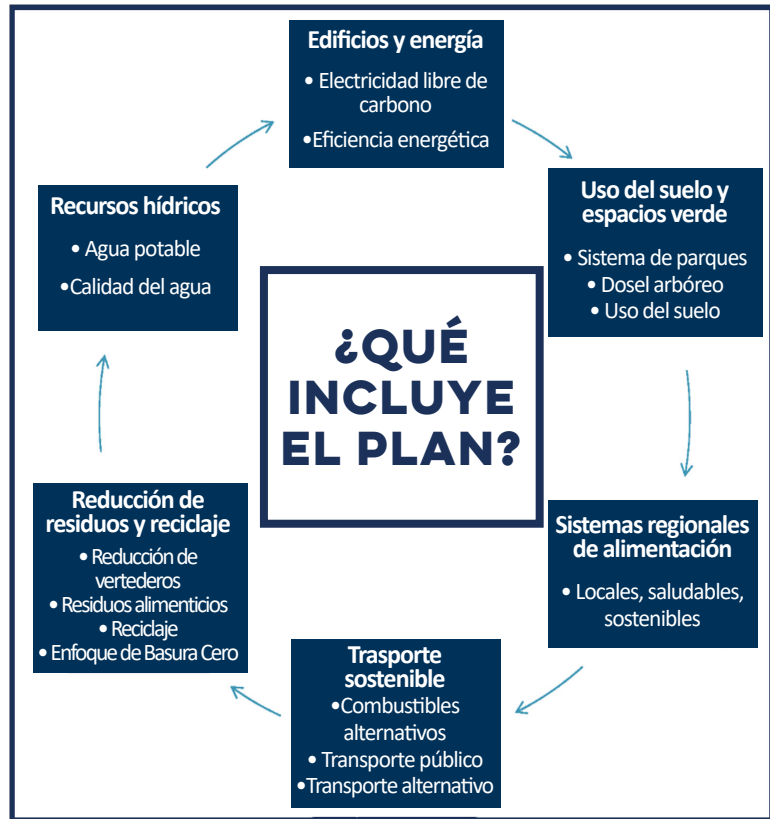 Edificios y energía
• Electricidad libre de
carbono
•Eficiencia energética
Uso del suelo y
espacios verde
• Sistema de parques
• Dosel arbóreo
• Uso del suelo
Sistemas regionales
de alimentación
• Locales, saludables,
sostenibles
Trasporte
sostenible
•Combustibles
alternativos
• Transporte público
•Transporte alternativo
Reducción de
residuos y reciclaje
• Reducción de
vertederos
• Residuos alimenticios
• Reciclaje
• Enfoque de Basura Cero
Recursos hídricos
• Agua potable
•Calidad del agua
¿QUÉ
INCLUYE
EL PLAN?